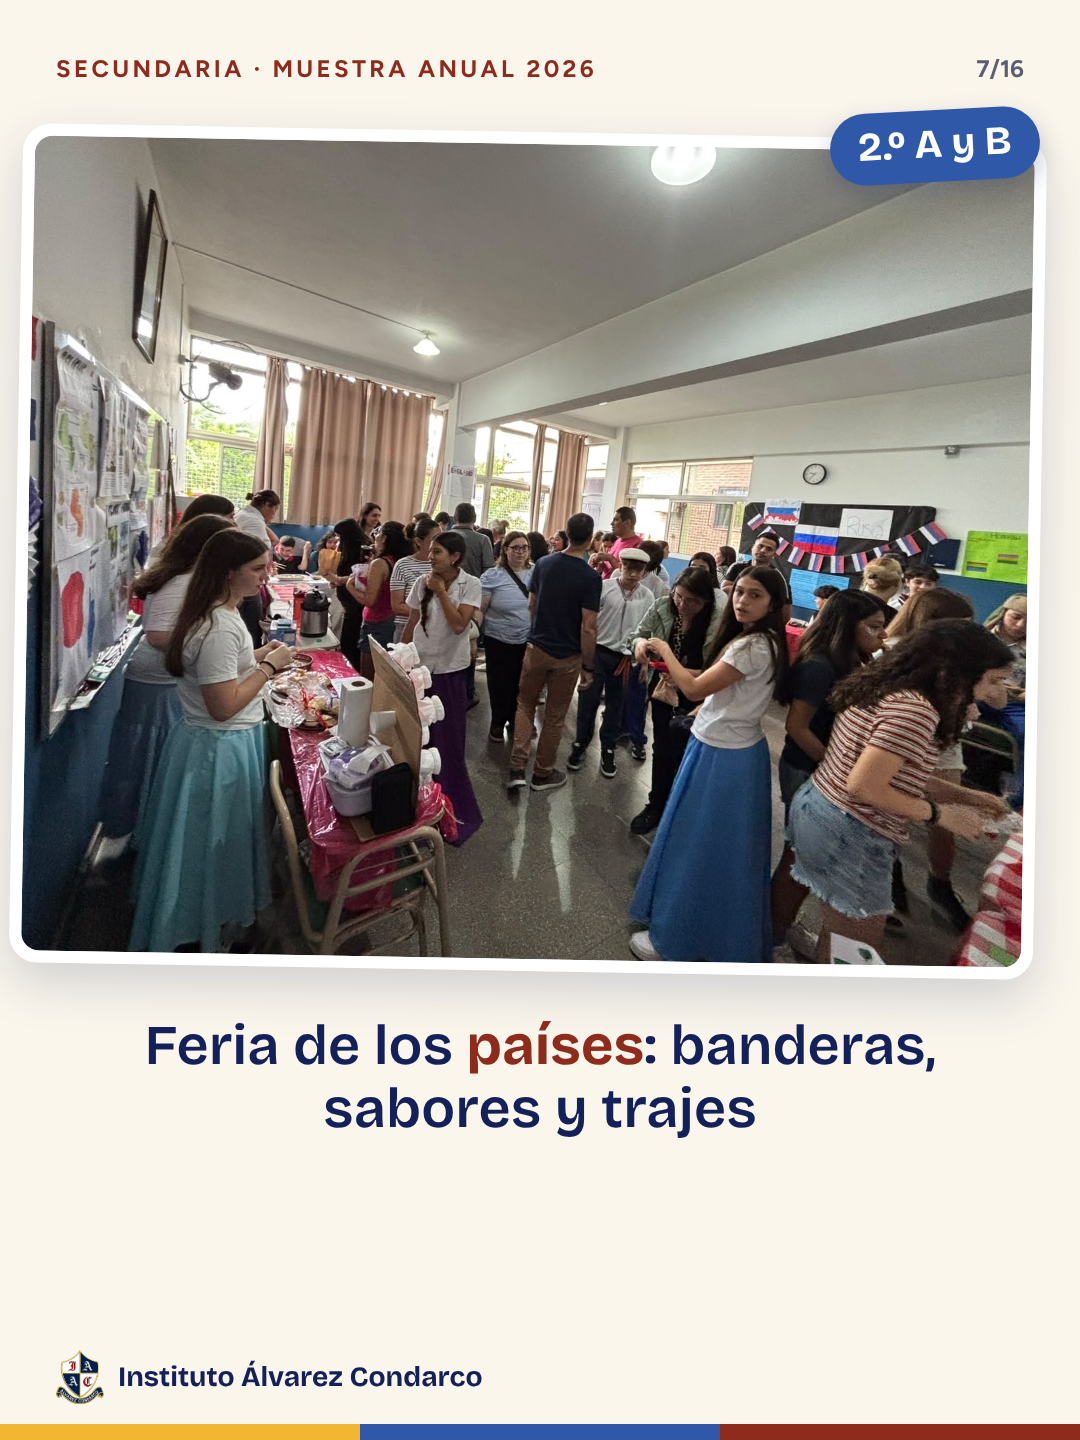 SECUNDARIA · MUESTRA ANUAL 2026
7/16
2.º A y B
Feria de los países: banderas,
sabores y trajes
Instituto Álvarez Condarco